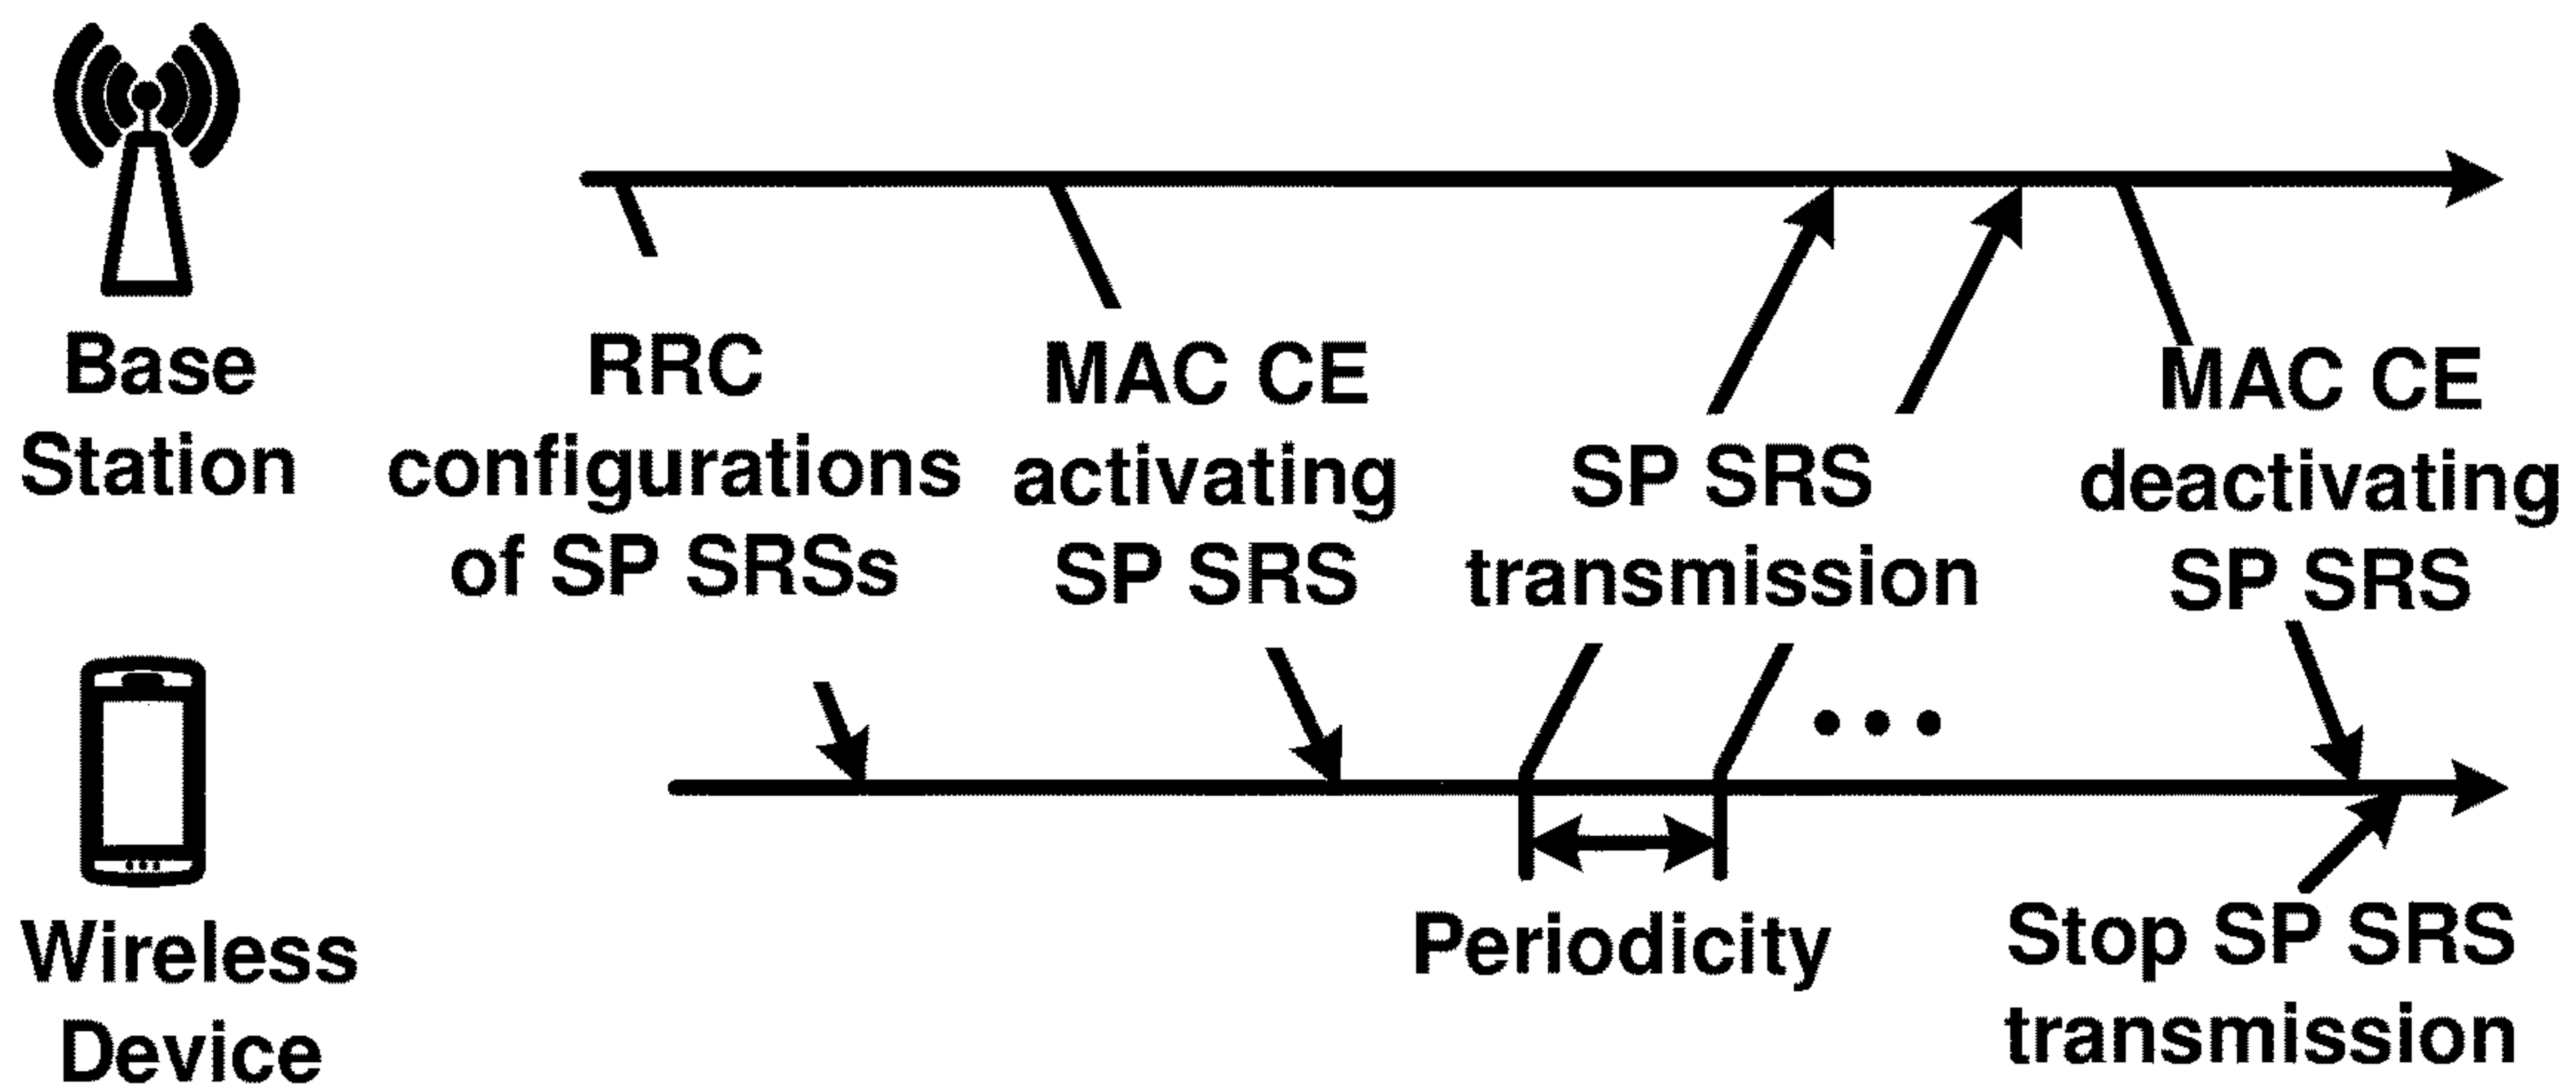 Base
Station
RRC
configurations
of SP SRSs
MAC CE
activating
SP SRS
SP SRS
transmission
MAC CE
deactivating
SP SRS
Wireless
Device
Periodicity
Stop SP SRS
transmission